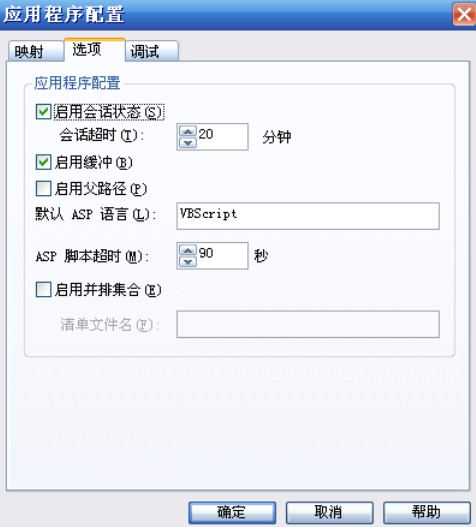 应用程序配置
映射 选项 调试
应用程序配置
启用会话状态(S)
会话超时(T): 20 分钟
启用缓冲(B)
启用父路径(P)
默认 ASP 语言(L): VBScript
ASP 脚本超时(M): 90 秒
启用并排集合(E)
清单文件名(F):
确定 取消 帮助